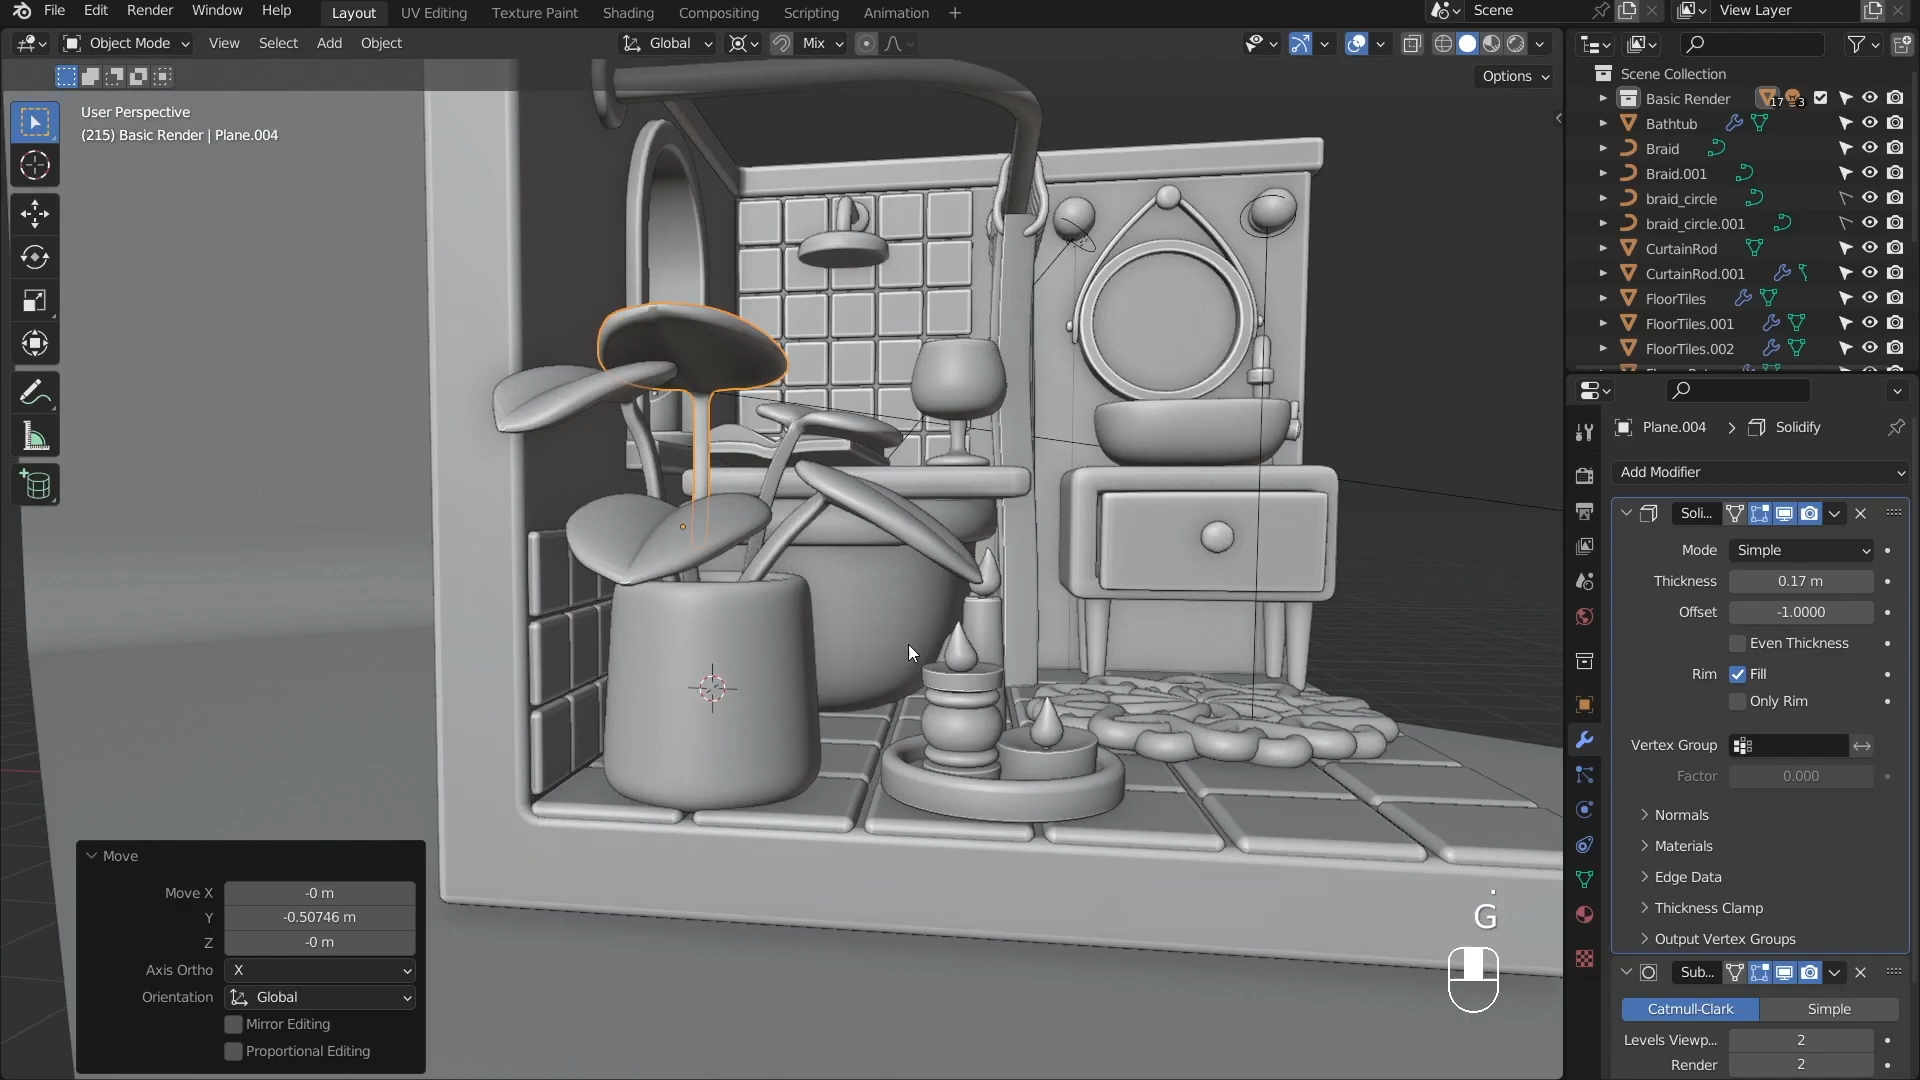 File Edit Render Window Help Layout UV Editing Texture Paint Shading Compositing Scripting Animation + Scene View Layer
Object Mode View Select Add Object Global Mix
Options
User Perspective
(215) Basic Render | Plane.004
Scene Collection
Basic Render 17 3
Bathtub
Braid
Braid.001
braid_circle
braid_circle.001
CurtainRod
CurtainRod.001
FloorTiles
FloorTiles.001
FloorTiles.002
Plane.004 > Solidify
Add Modifier
Soli...
Mode Simple
Thickness 0.17 m
Offset -1.0000
Even Thickness
Rim Fill
Only Rim
Vertex Group
Factor 0.000
Normals
Materials
Edge Data
Thickness Clamp
Output Vertex Groups
Sub...
Catmull-Clark Simple
Levels Viewp... 2
Render 2
Move
Move X -0 m
Y -0.50746 m
Z -0 m
Axis Ortho X
Orientation Global
Mirror Editing
Proportional Editing
.
G